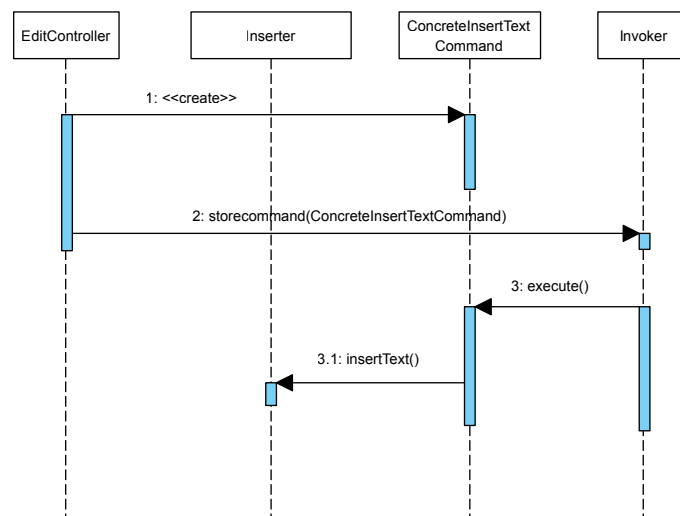 EditController
Inserter
ConcreteInsertText
Command
Invoker
1: <<create>>
2: storecommand(ConcreteInsertTextCommand)
3: execute()
3.1: insertText()